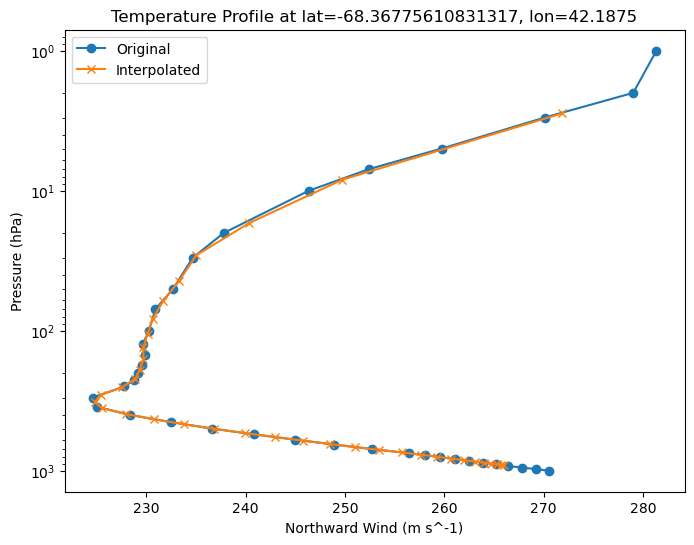 Temperature Profile at lat=-68.36775610831317, lon=42.1875
Original
Interpolated
Pressure (hPa)
10^0
10^1
10^2
10^3
230 240 250 260 270 280
Northward Wind (m s^-1)